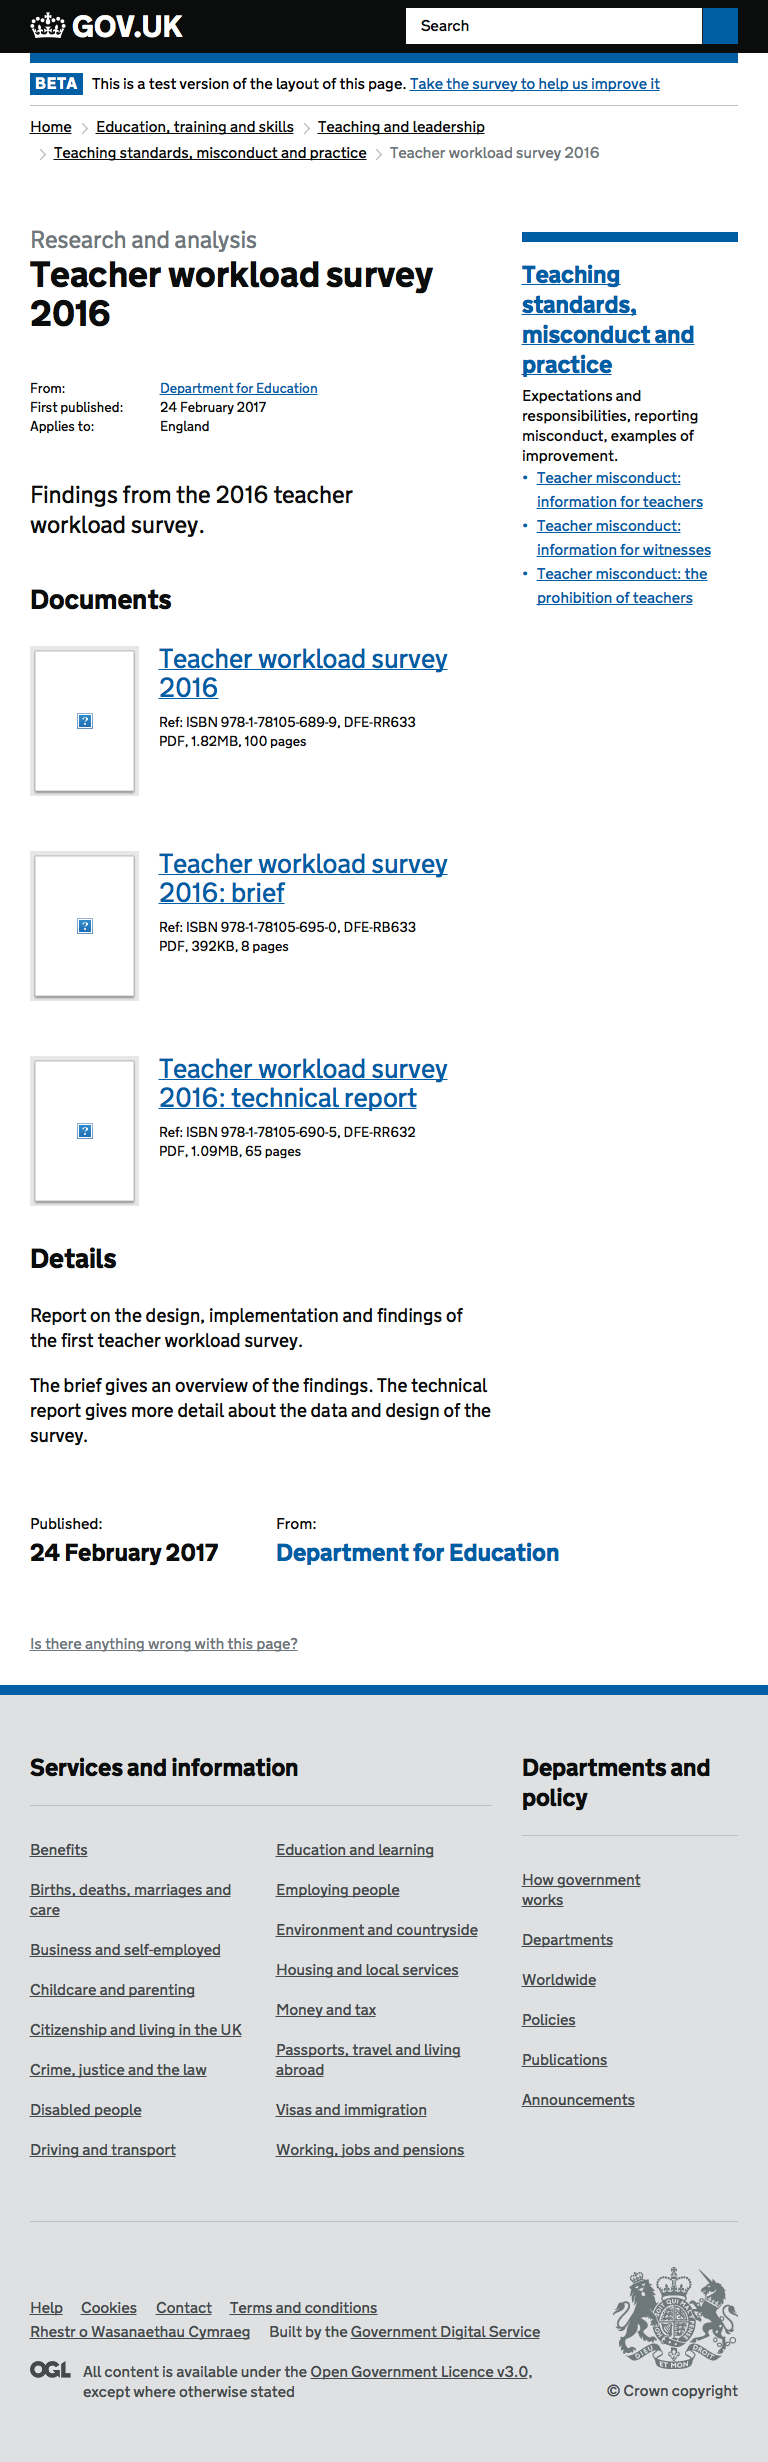 GOV.UK
Search
BETA This is a test version of the layout of this page. Take the survey to help us improve it
Home
Education, training and skills
Teaching and leadership
Teaching standards, misconduct and practice
Teacher workload survey 2016
Research and analysis
Teacher workload survey
2016
From: Department for Education
First published: 24 February 2017
Applies to: England
Findings from the 2016 teacher
workload survey.
Teaching
standards,
misconduct and
practice
Expectations and
responsibilities, reporting
misconduct, examples of
improvement.
• Teacher misconduct:
information for teachers
• Teacher misconduct:
information for witnesses
• Teacher misconduct: the
prohibition of teachers
Documents
Teacher workload survey
2016
Ref: ISBN 978-1-78105-689-9, DFE-RR633
PDF, 1.82MB, 100 pages
Teacher workload survey
2016: brief
Ref: ISBN 978-1-78105-695-0, DFE-RB633
PDF, 392KB, 8 pages
Teacher workload survey
2016: technical report
Ref: ISBN 978-1-78105-690-5, DFE-RR632
PDF, 1.09MB, 65 pages
Details
Report on the design, implementation and findings of
the first teacher workload survey.
The brief gives an overview of the findings. The technical
report gives more detail about the data and design of the
survey.
Published:
24 February 2017
From:
Department for Education
Is there anything wrong with this page?
Services and information
Benefits
Births, deaths, marriages and
care
Business and self-employed
Childcare and parenting
Citizenship and living in the UK
Crime, justice and the law
Disabled people
Driving and transport
Education and learning
Employing people
Environment and countryside
Housing and local services
Money and tax
Passports, travel and living
abroad
Visas and immigration
Working, jobs and pensions
Departments and
policy
How government
works
Departments
Worldwide
Policies
Publications
Announcements
Help Cookies Contact Terms and conditions
Rhestr o Wasanaethau Cymraeg Built by the Government Digital Service
OGL All content is available under the Open Government Licence v3.0,
except where otherwise stated
DIEU ET MON DROIT
© Crown copyright